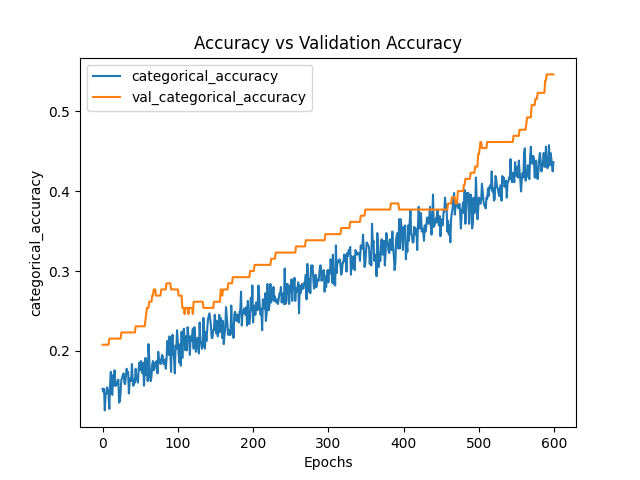 Accuracy vs Validation Accuracy
categorical_accuracy
val_categorical_accuracy
0.5
0.4
0.3
0.2
categorical_accuracy
0 100 200 300 400 500 600
Epochs